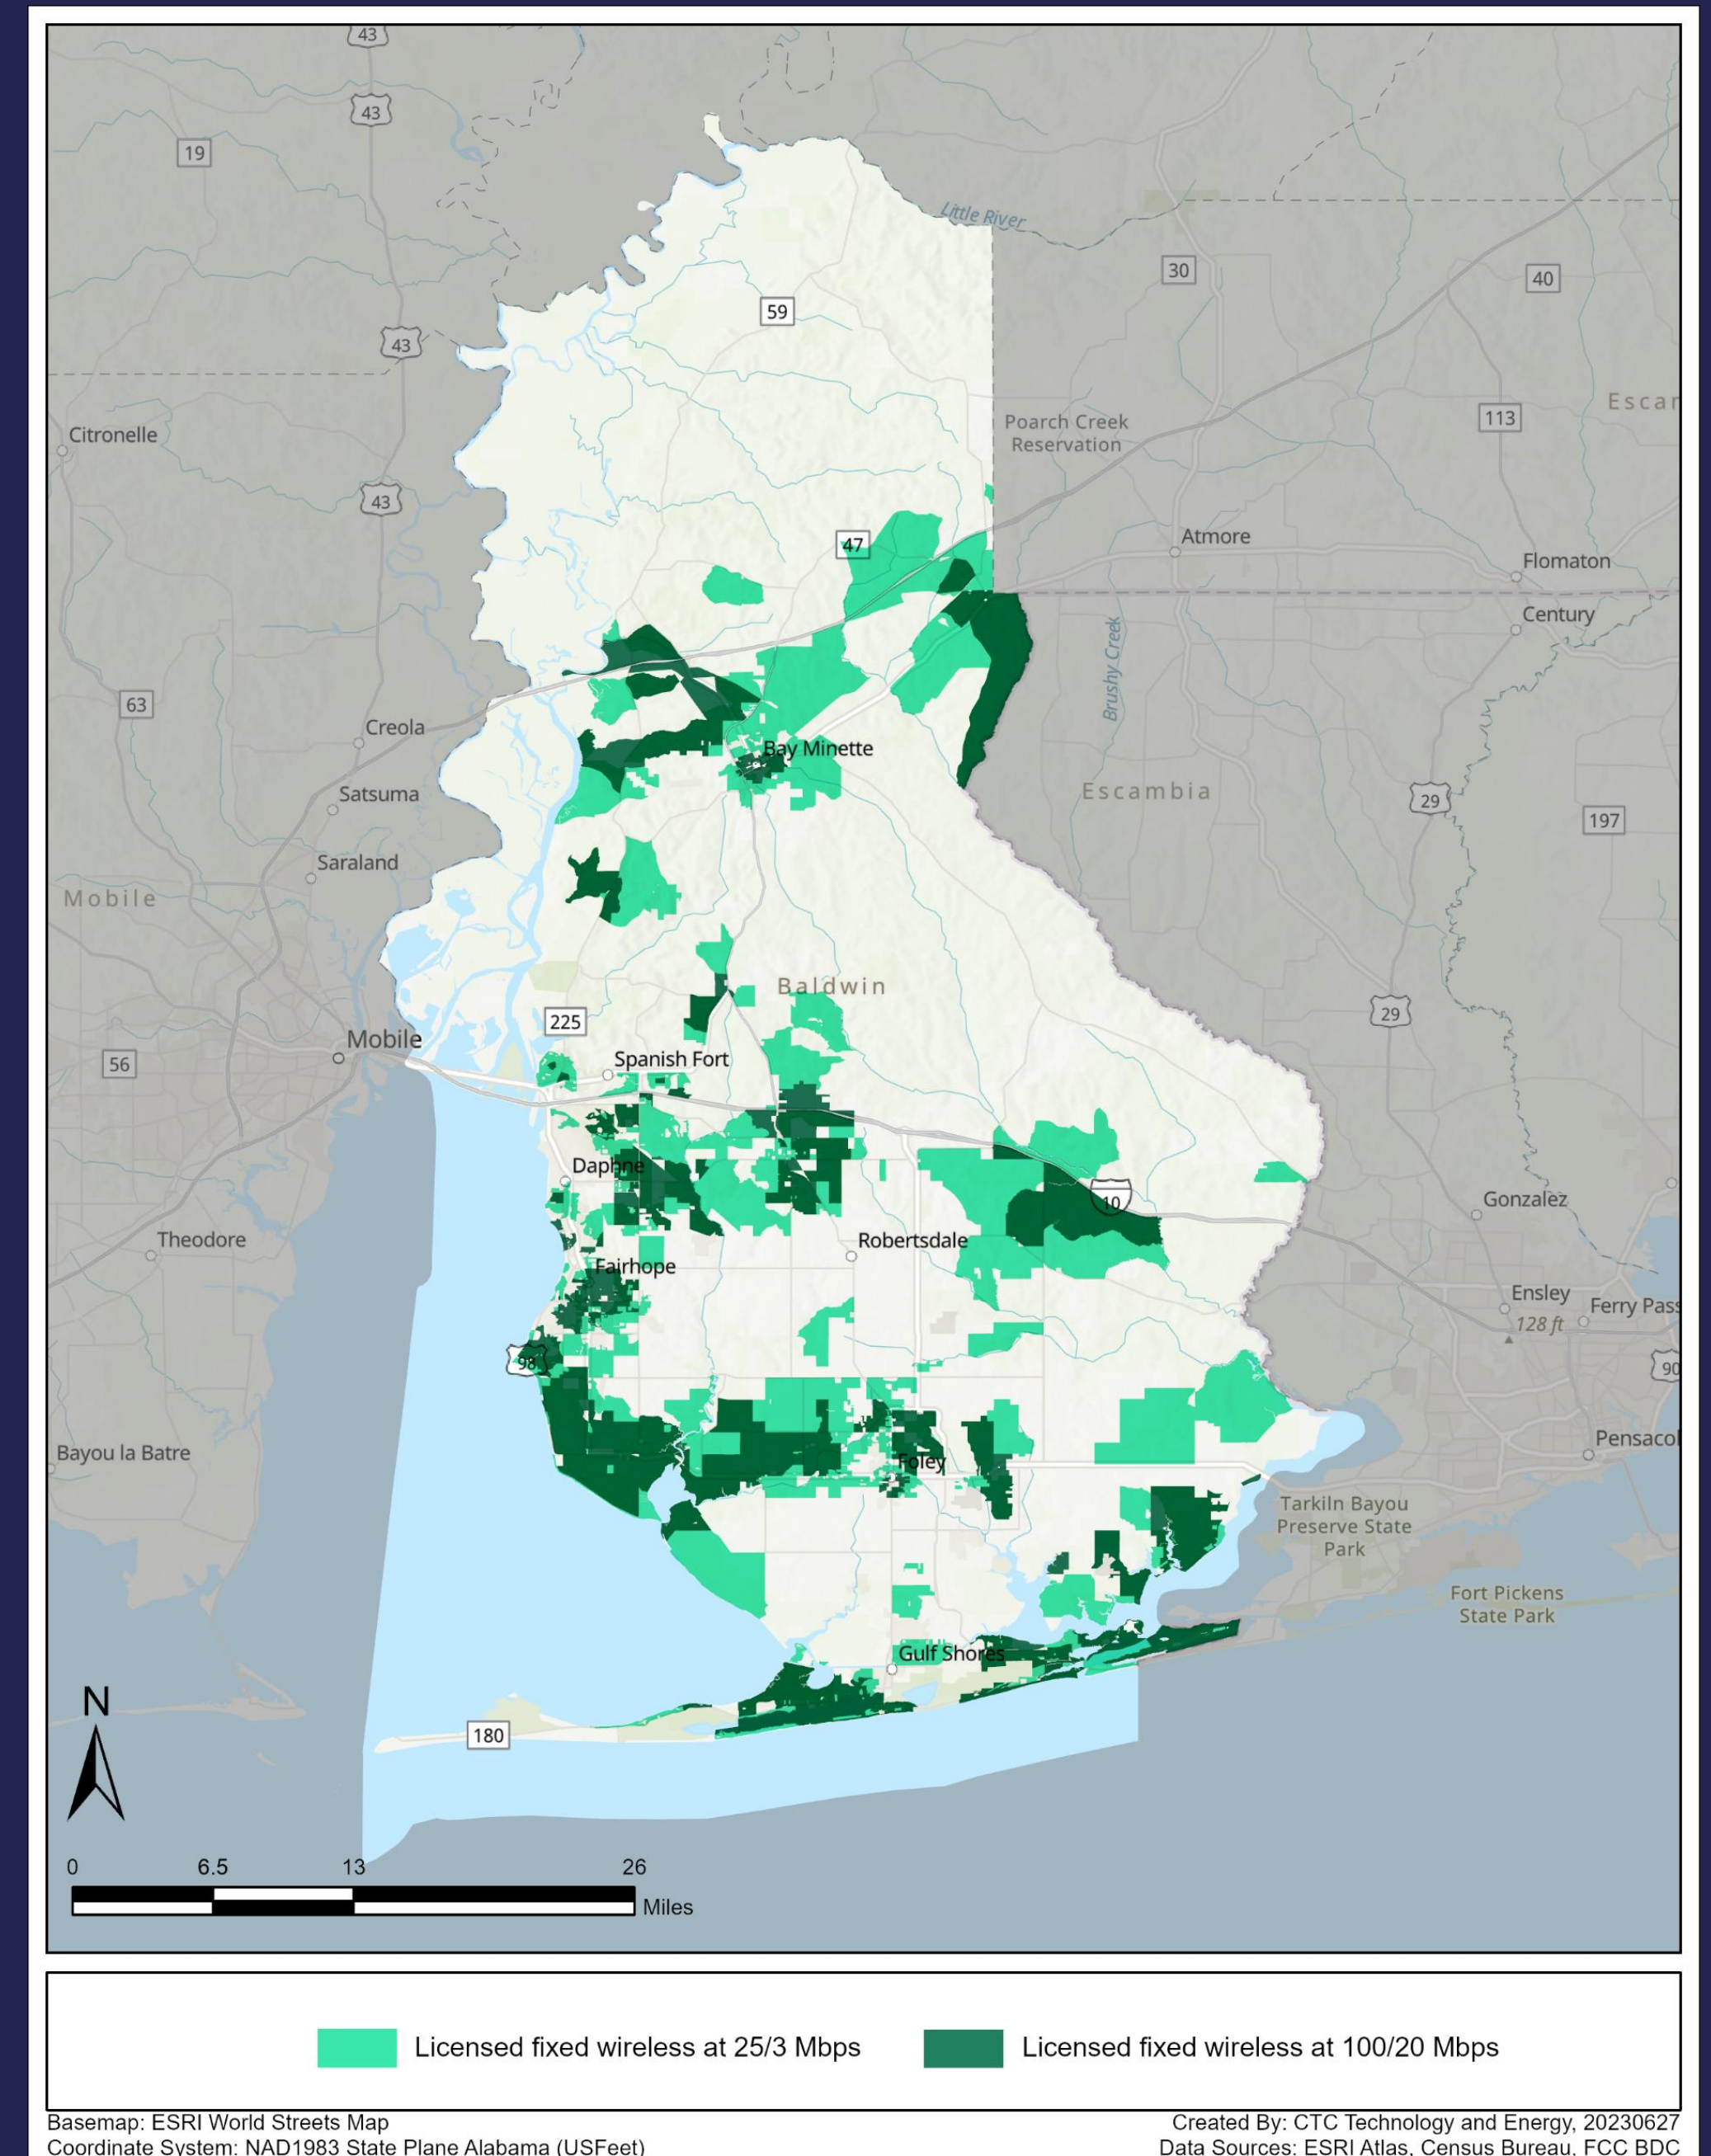 43
43
19
Little River
30
40
59
43
Escar
113
Poarch Creek
Reservation
Citronelle
43
Atmore
47
Flomaton
Century
Brushy Creek
63
Creola
Bay Minette
Escambia
Satsuma
29
197
Saraland
Mobile
Baldwin
29
225
Mobile
Spanish Fort
56
Daphne
10
Gonzalez
Theodore
Robertsdale
Fairhope
Ensley
Ferry Pass
128 ft
98
90
Bayou la Batre
Pensacol
Foley
Tarkiln Bayou
Preserve State
Park
Fort Pickens
State Park
Gulf Shores
N
180
0 6.5 13 26
Miles
Licensed fixed wireless at 25/3 Mbps
Licensed fixed wireless at 100/20 Mbps
Basemap: ESRI World Streets Map
Created By: CTC Technology and Energy, 20230627
Coordinate System: NAD1983 State Plane Alabama (USFeet)
Data Sources: ESRI Atlas, Census Bureau, FCC BDC